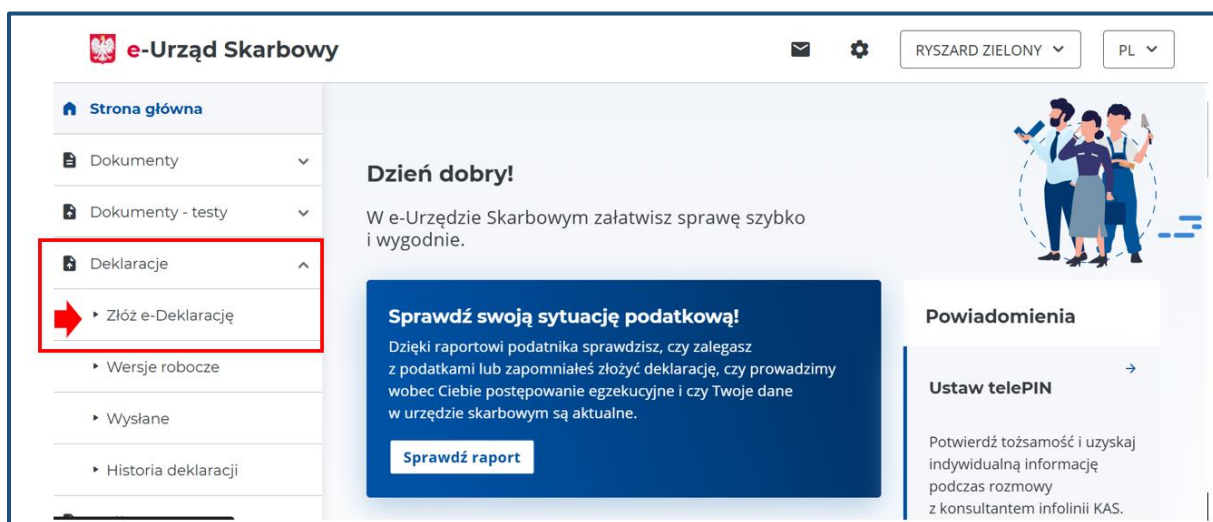 e-Urząd Skarbowy
RYSZARD ZIELONY
PL
Strona główna
Dokumenty
Dokumenty - testy
Deklaracje
Złóż e-Deklarację
Wersje robocze
Wysłane
Historia deklaracji
Dzień dobry!
W e-Urzędzie Skarbowym załatwisz sprawę szybko
i wygodnie.
Sprawdź swoją sytuację podatkową!
Dzięki raportowi podatnika sprawdzisz, czy zalegasz
z podatkami lub zapomniałeś złożyć deklarację, czy prowadzimy
wobec Ciebie postępowanie egzekucyjne i czy Twoje dane
w urzędzie skarbowym są aktualne.
Sprawdź raport
Powiadomienia
Ustaw telePIN
Potwierdź tożsamość i uzyskaj
indywidualną informację
podczas rozmowy
z konsultantem infolinii KAS.